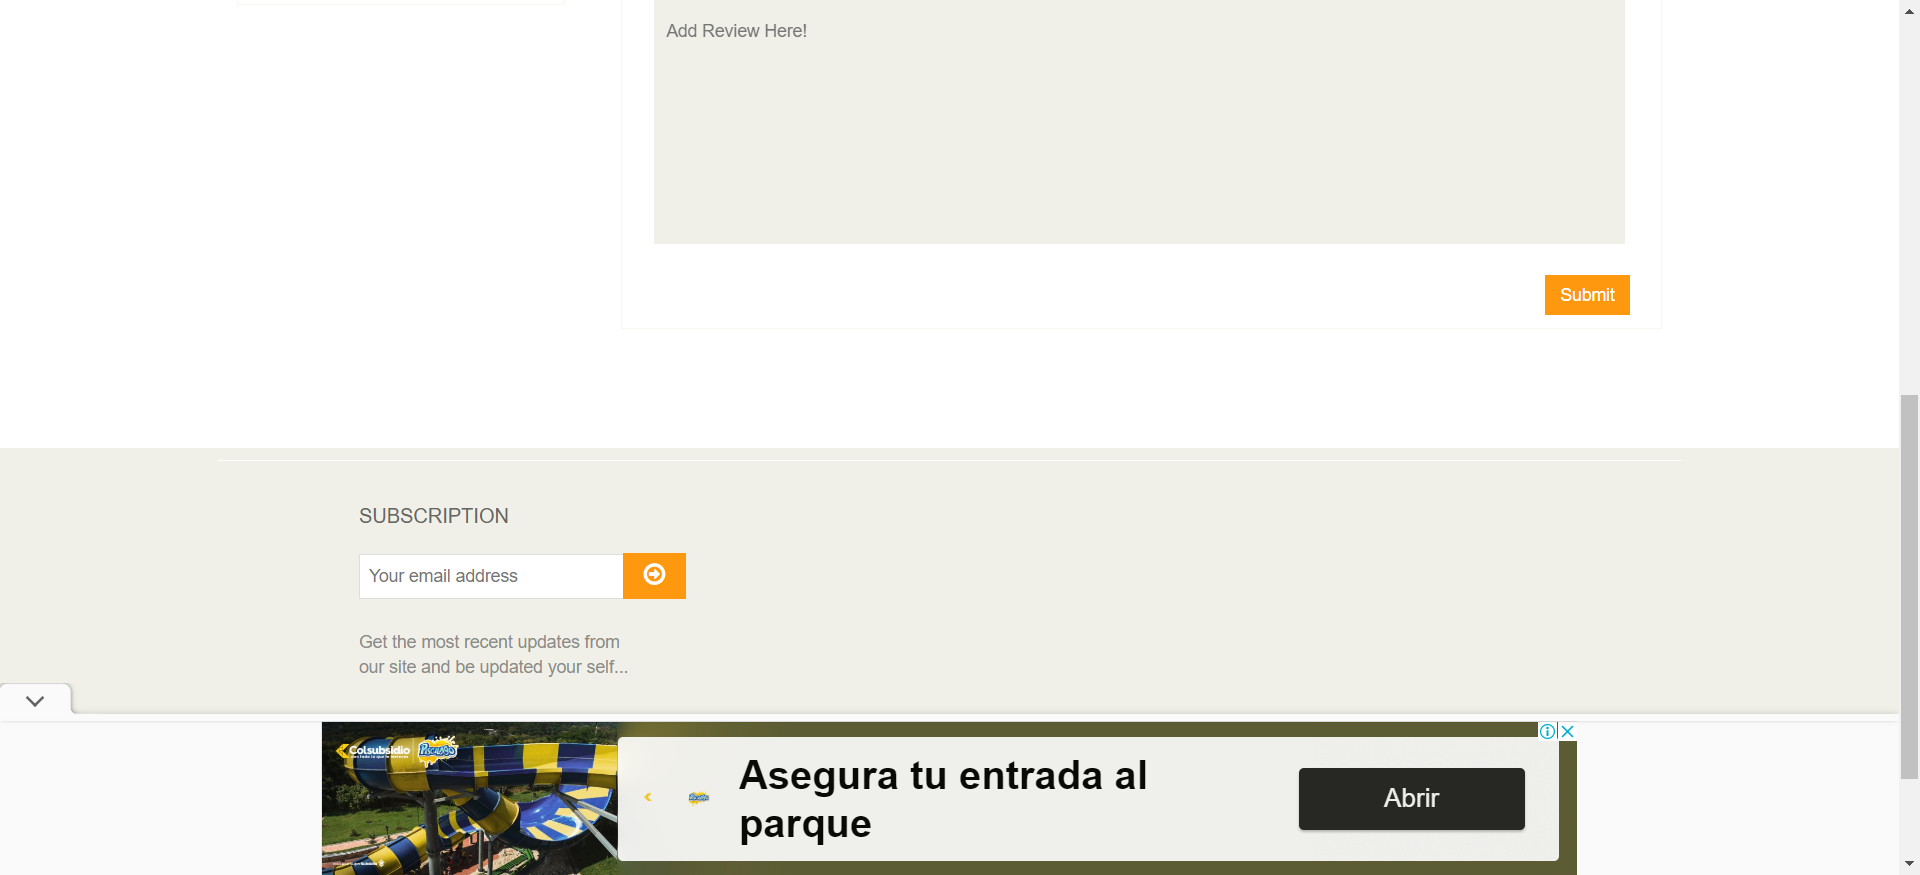 Add Review Here!
Submit
SUBSCRIPTION
Your email address
Get the most recent updates from
our site and be updated your self...
Colsubsidio
Asegura tu entrada al
parque
Abrir